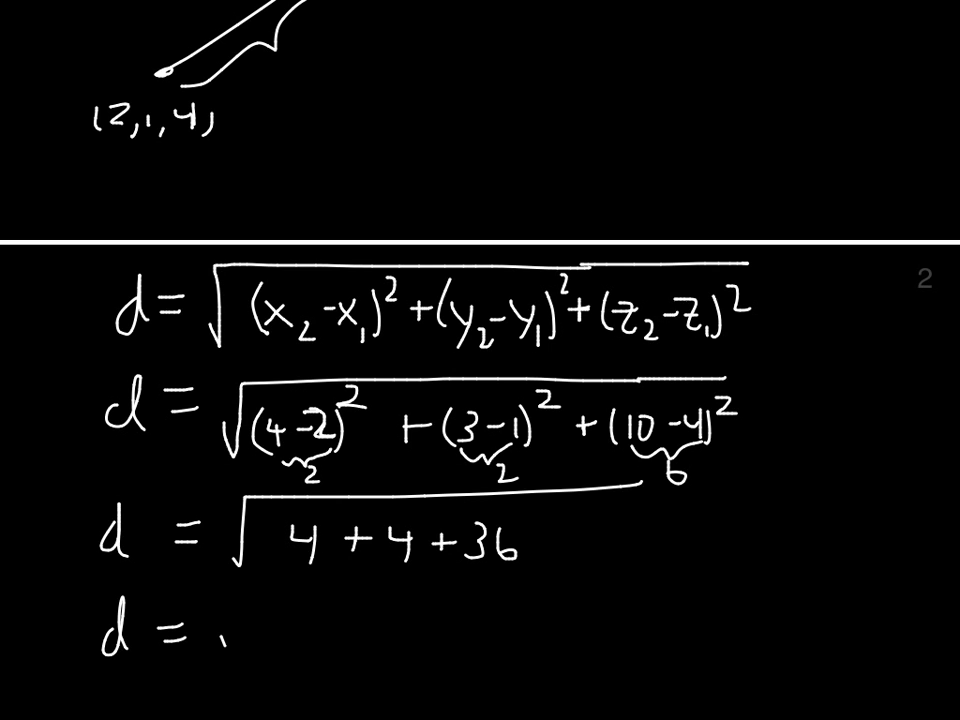 (2,1,4)
2
d = √((x₂-x₁)² + (y₂-y₁)² + (z₂-z₁)²)
d = √((4-2)² + (3-1)² + (10-4)²)
2 2 6
d = √(4 + 4 + 36)
d =